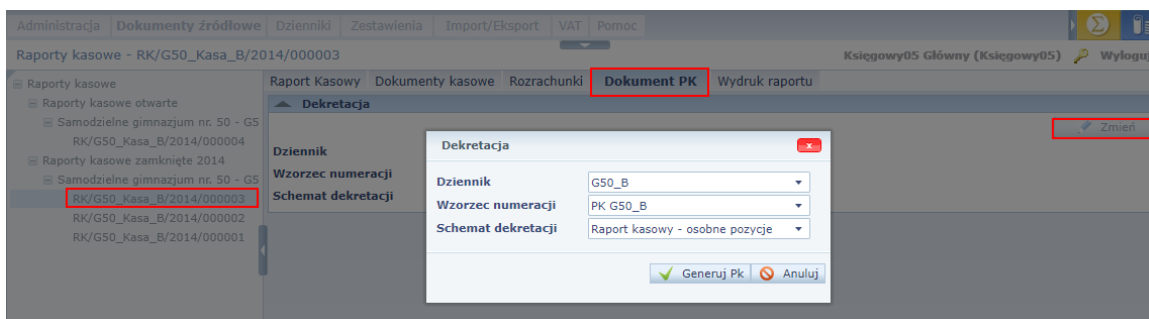 Administracja Dokumenty źródłowe Dzienniki Zestawienia Import/Eksport VAT Pomoc
Raporty kasowe - RK/G50_Kasa_B/2014/000003 Księgowy05 Główny (Księgowy05) Wyloguj
Raporty kasowe
Raporty kasowe otwarte
Samodzielne gimnazjum nr. 50 - G5
RK/G50_Kasa_B/2014/000004
Raporty kasowe zamknięte 2014
Samodzielne gimnazjum nr. 50 - G5
RK/G50_Kasa_B/2014/000003
RK/G50_Kasa_B/2014/000002
RK/G50_Kasa_B/2014/000001
Raport Kasowy Dokumenty kasowe Rozrachunki Dokument PK Wydruk raportu
Dekretacja
Zmień
Dziennik
Wzorzec numeracji
Schemat dekretacji
Dekretacja
Dziennik G50_B
Wzorzec numeracji PK G50_B
Schemat dekretacji Raport kasowy - osobne pozycje
Generuj Pk Anuluj